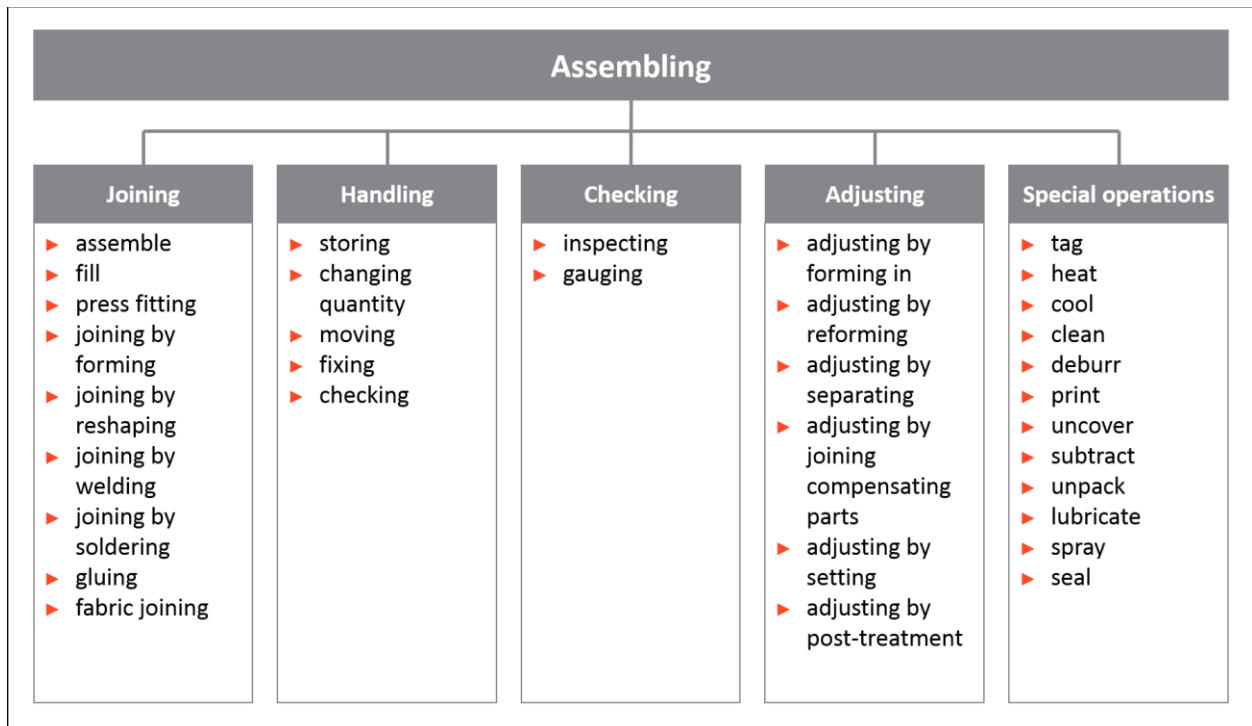 Assembling
Joining
assemble
fill
press fitting
joining by
forming
joining by
reshaping
joining by
welding
joining by
soldering
gluing
fabric joining
Handling
storing
changing
quantity
moving
fixing
checking
Checking
inspecting
gauging
Adjusting
adjusting by
forming in
adjusting by
reforming
adjusting by
separating
adjusting by
joining
compensating
parts
adjusting by
setting
adjusting by
post-treatment
Special operations
tag
heat
cool
clean
deburr
print
uncover
subtract
unpack
lubricate
spray
seal